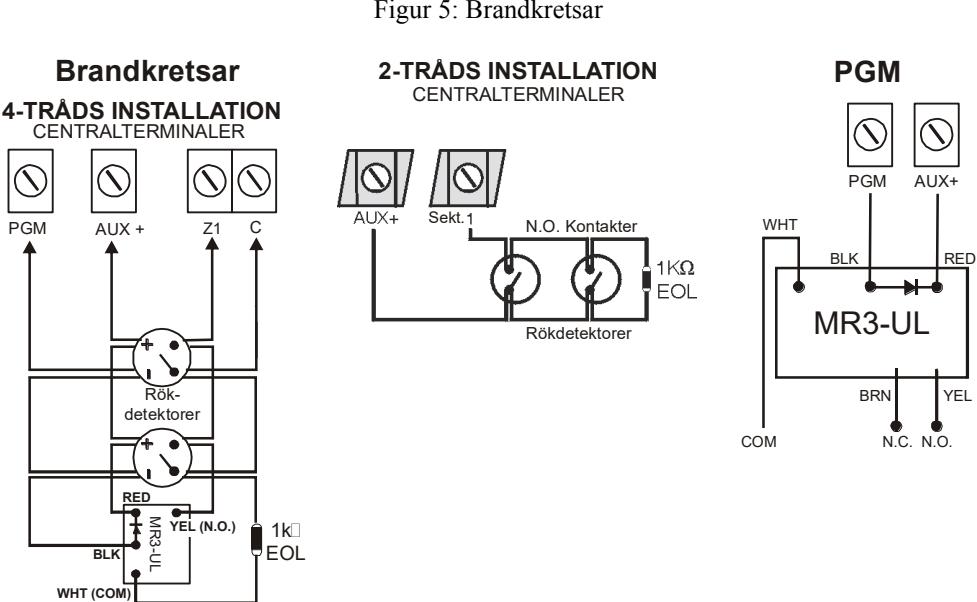 Figur 5: Brandkretsar
Brandkretsar
4-TRÅDS INSTALLATION
CENTRALTERMINALER
PGM
AUX +
Z1
C
+
-
Rök-
detektorer
+
-
RED
YEL (N.O.)
MR3-UL
BLK
WHT (COM)
1k□
EOL
2-TRÅDS INSTALLATION
CENTRALTERMINALER
AUX+
Sekt.1
N.O. Kontakter
1KΩ
EOL
Rökdetektorer
PGM
PGM
AUX+
WHT
BLK
RED
MR3-UL
BRN
YEL
COM
N.C.
N.O.